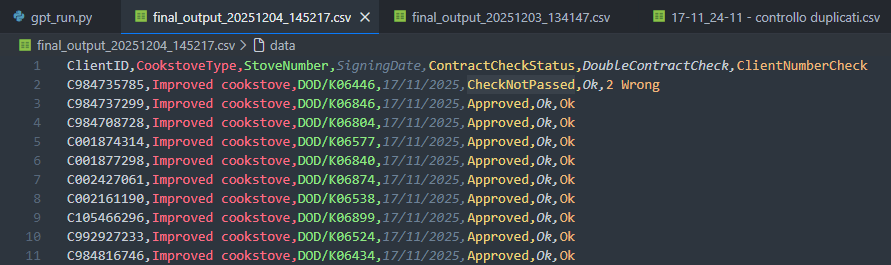 gpt_run.py
final_output_20251204_145217.csv
final_output_20251203_134147.csv
17-11_24-11 - controllo duplicati.csv
final_output_20251204_145217.csv > data
1 ClientID,CookstoveType,StoveNumber,SigningDate,ContractCheckStatus,DoubleContractCheck,ClientNumberCheck
2 C984735785,Improved cookstove,DOD/K06446,17/11/2025,CheckNotPassed,Ok,2 Wrong
3 C984737299,Improved cookstove,DOD/K06846,17/11/2025,Approved,Ok,Ok
4 C984708728,Improved cookstove,DOD/K06804,17/11/2025,Approved,Ok,Ok
5 C001874314,Improved cookstove,DOD/K06577,17/11/2025,Approved,Ok,Ok
6 C001877298,Improved cookstove,DOD/K06840,17/11/2025,Approved,Ok,Ok
7 C002427061,Improved cookstove,DOD/K06874,17/11/2025,Approved,Ok,Ok
8 C002161190,Improved cookstove,DOD/K06538,17/11/2025,Approved,Ok,Ok
9 C105466296,Improved cookstove,DOD/K06899,17/11/2025,Approved,Ok,Ok
10 C992927233,Improved cookstove,DOD/K06524,17/11/2025,Approved,Ok,Ok
11 C984816746,Improved cookstove,DOD/K06434,17/11/2025,Approved,Ok,Ok